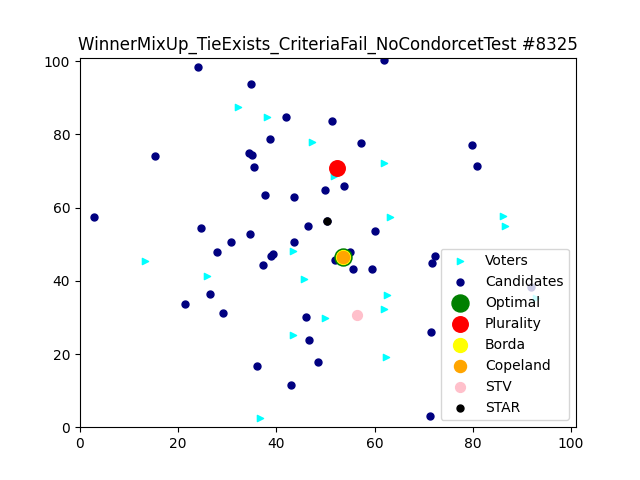 WinnerMixUp_TieExists_CriteriaFail_NoCondorcetTest #8325
100
80
60
40
20
0
0 20 40 60 80 100
Voters
Candidates
Optimal
Plurality
Borda
Copeland
STV
STAR